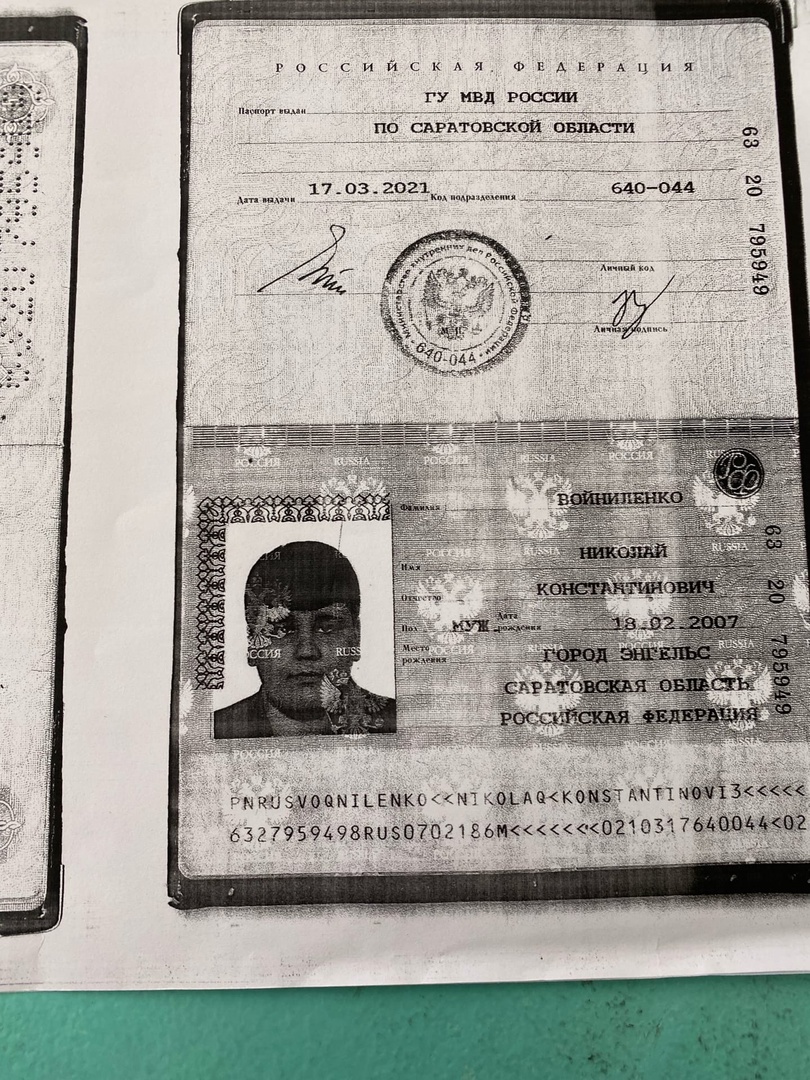 РОССИЙСКАЯ ФЕДЕРАЦИЯ
Паспорт выдан ГУ МВД РОССИИ
ПО САРАТОВСКОЙ ОБЛАСТИ
Дата выдачи 17.03.2021 Код подразделения 640-044
63 20 795949
Личный код
Личная подпись
Министерство внутренних дел Российской Федерации
М.П.
640-044
РОССИЯ RUSSIA РОССИЯ RUSSIA РОССИЯ
Фамилия ВОЙНИЛЕНКО
Имя НИКОЛАЙ
Отчество КОНСТАНТИНОВИЧ
Пол МУЖ. Дата рождения 18.02.2007
Место рождения ГОРОД ЭНГЕЛЬС
САРАТОВСКАЯ ОБЛАСТЬ
РОССИЙСКАЯ ФЕДЕРАЦИЯ
63 20 795949
PNRUSVOQNILENKO<<NIKOLAQ<KONSTANTINOVI3<<<<<
6327959498RUS0702186M<<<<<<<0210317640044<02